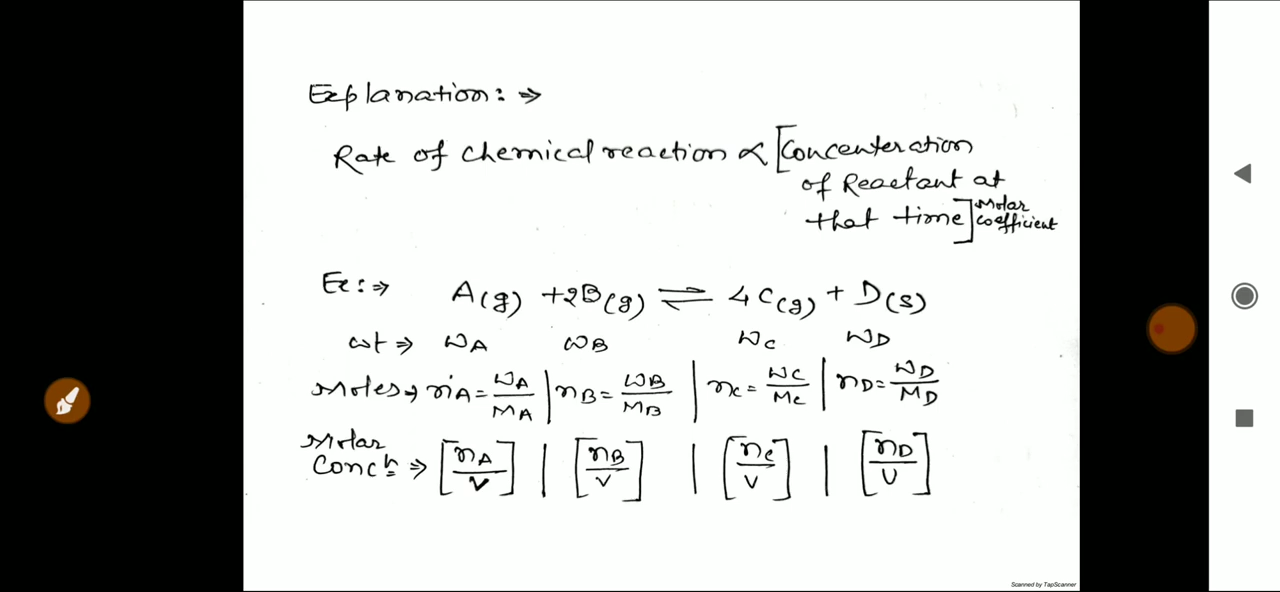 Explanation: ⇒
Rate of chemical reaction ∝ [Concenteration
of Reactant at
that time] Molar coefficient
Ex: ⇒ A(g) + 2B(g) ⇌ 4C(g) + D(s)
wt ⇒ WA WB WC WD
Moles → nA = WA/MA | nB = WB/MB | nC = WC/MC | nD = WD/MD
Molar
Concn ⇒ [nA/V] | [nB/V] | [nC/V] | [nD/V]
Scanned by TapScanner